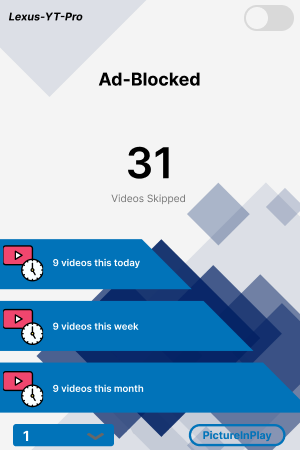 Lexus-YT-Pro
Ad-Blocked
31
Videos Skipped
9 videos this today
9 videos this week
9 videos this month
1
PictureInPlay